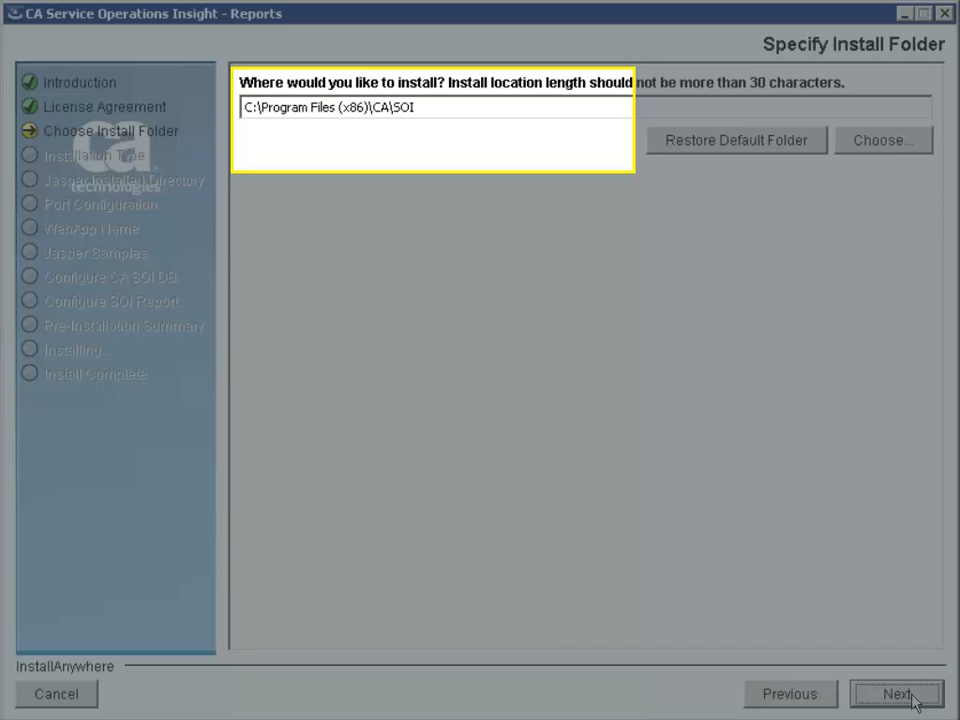 CA Service Operations Insight - Reports
Specify Install Folder
Introduction
License Agreement
Choose Install Folder
Installation Type
Jasper Installed Directory
Port Configuration
WebApp Name
Jasper Samples
Configure CA SOI DB
Configure SOI Report
Pre-Installation Summary
Installing...
Install Complete
ca
technologies
Where would you like to install? Install location length should not be more than 30 characters.
C:\Program Files (x86)\CA\SOI
Restore Default Folder
Choose...
InstallAnywhere
Cancel
Previous
Next